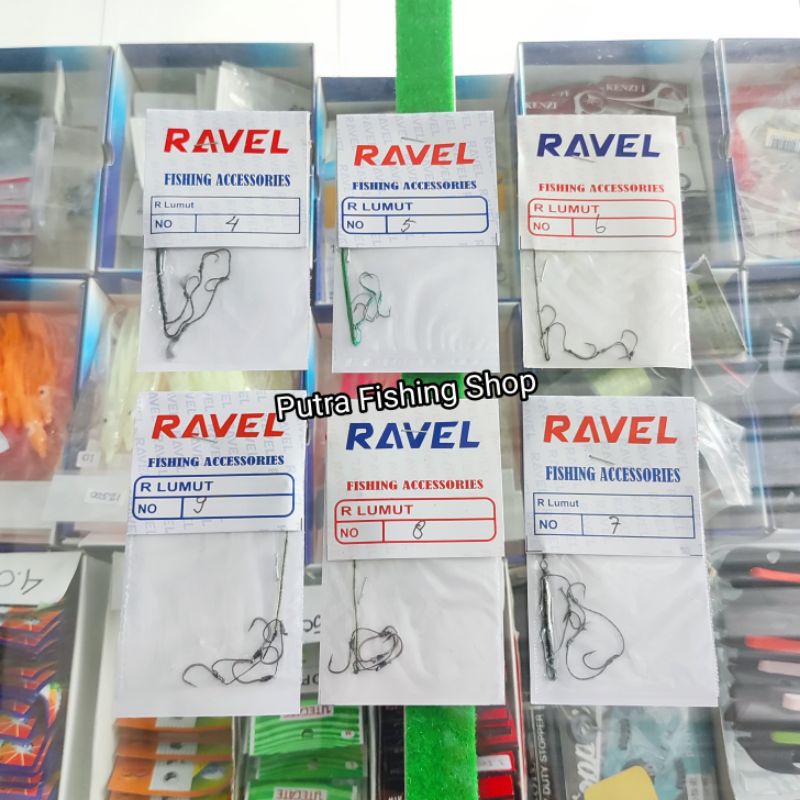 RAVEL
FISHING ACCESSORIES
R Lumut
NO 4
RAVEL
FISHING ACCESSORIES
R LUMUT
NO 5
RAVEL
FISHING ACCESSORIES
R LUMUT
NO 6
KENZI
KENZI
Putra Fishing Shop
RAVEL
FISHING ACCESSORIES
R LUMUT
NO 9
RAVEL
FISHING ACCESSORIES
R LUMUT
NO 8
RAVEL
FISHING ACCESSORIES
R Lumut
NO 7